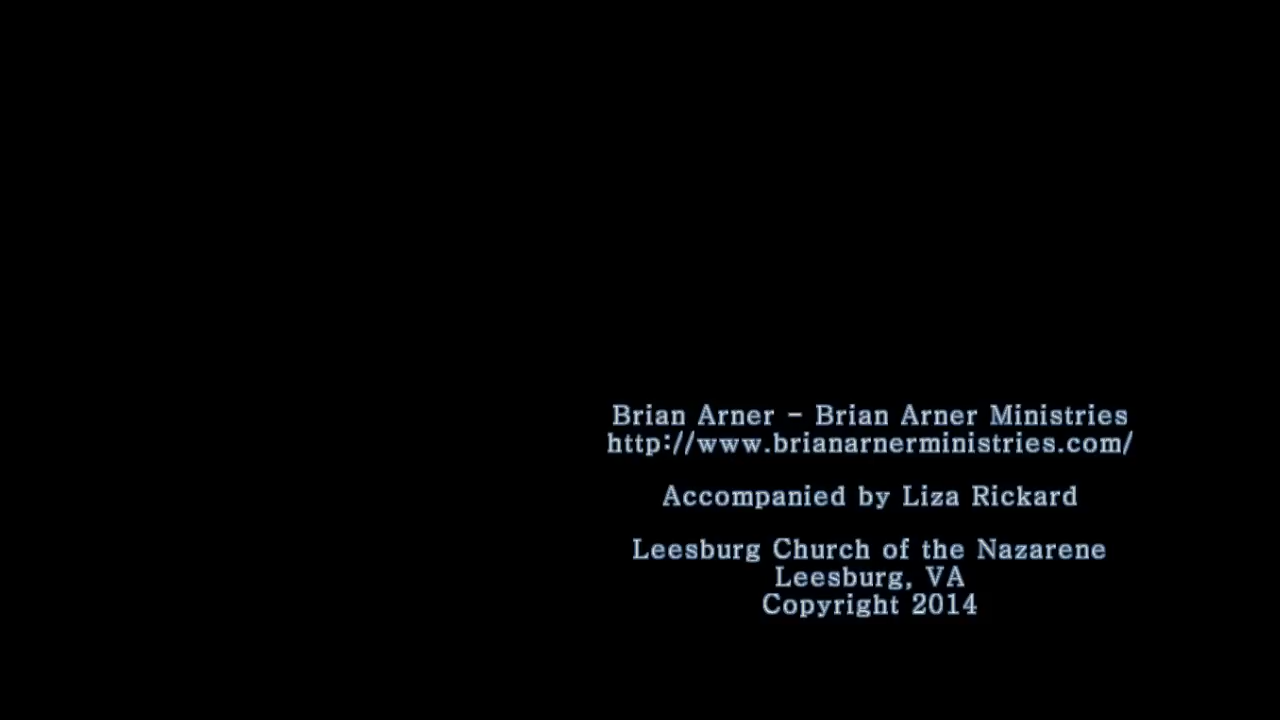 Brian Arner - Brian Arner Ministries
http://www.brianarnerministries.com/
Accompanied by Liza Rickard
Leesburg Church of the Nazarene
Leesburg, VA
Copyright 2014